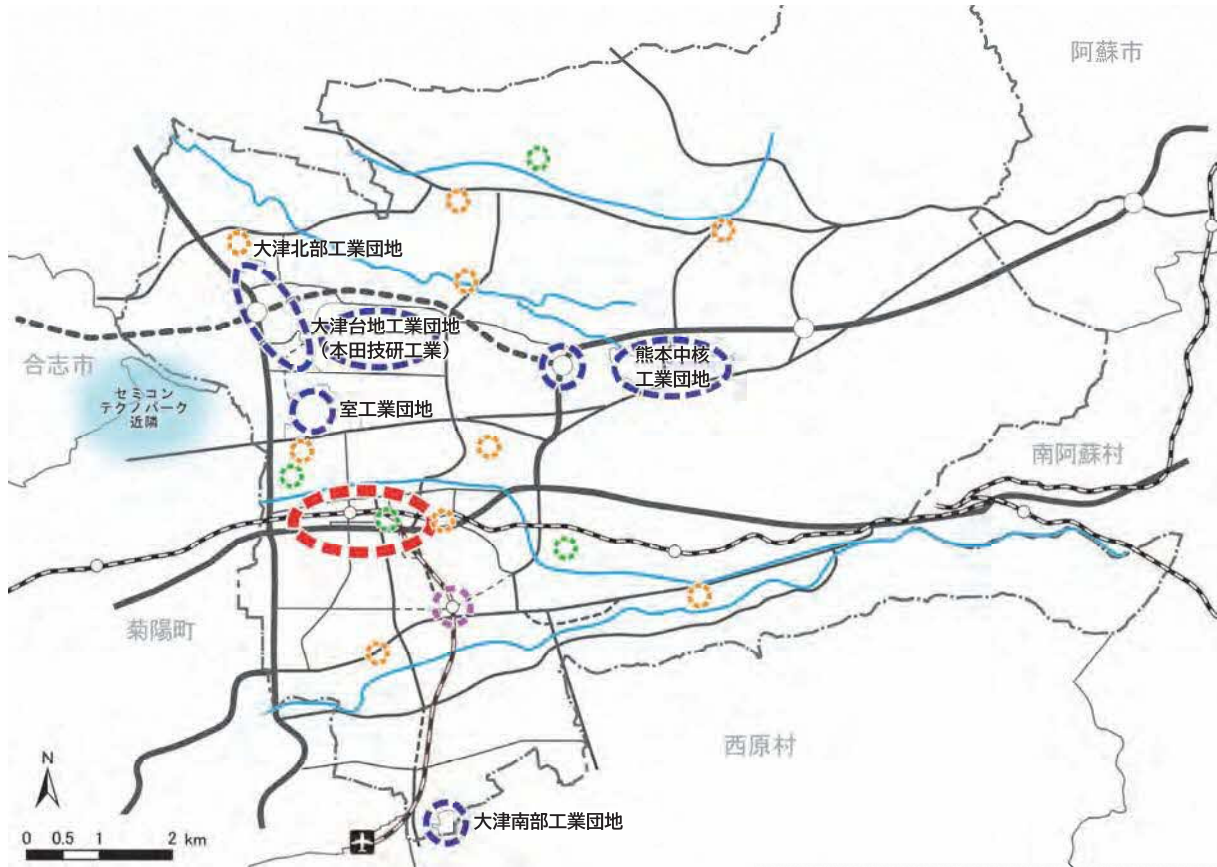 阿蘇市
大津北部工業団地
大津台地工業団地
（本田技研工業）
熊本中核
工業団地
合志市
セミコン
テクノパーク
近隣
室工業団地
南阿蘇村
菊陽町
西原村
N
大津南部工業団地
0 0.5 1 2 km